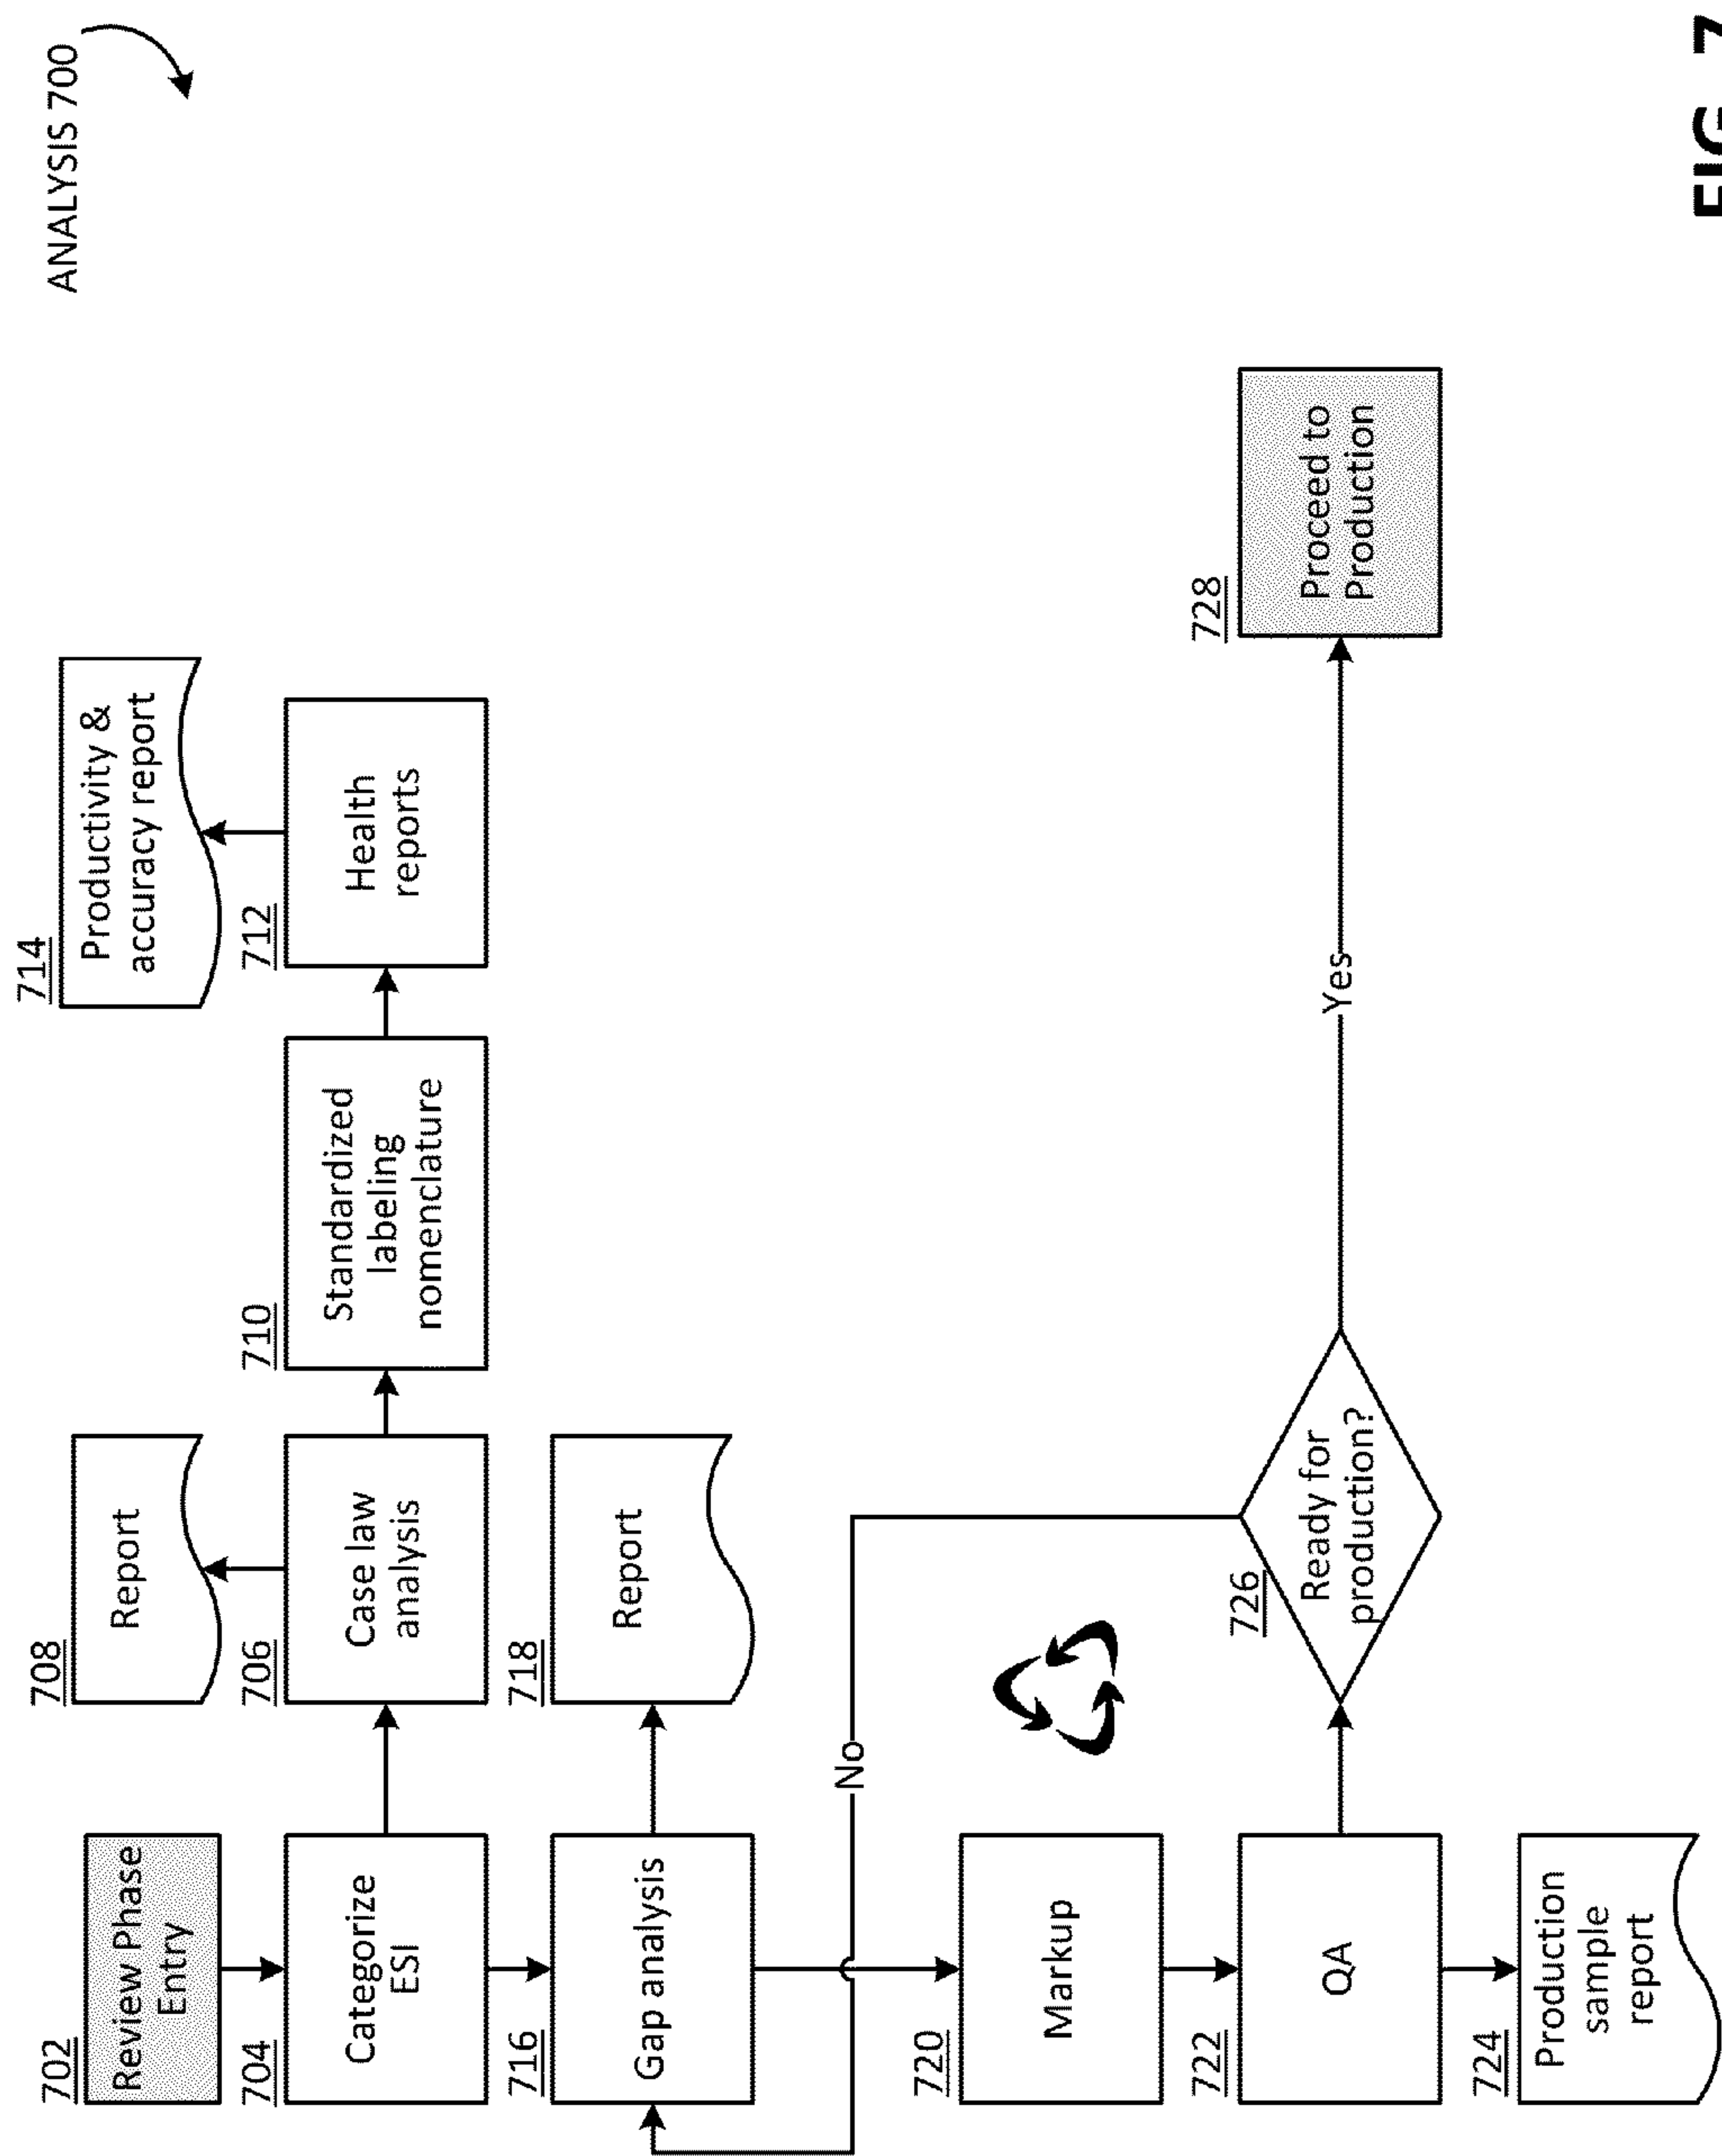 ANALYSIS 700
702
Review Phase
Entry
704
Categorize
ESI
706
Case law
analysis
708
Report
710
Standardized
labeling
nomenclature
712
Health
reports
714
Productivity &
accuracy report
716
Gap analysis
718
Report
No
720
Markup
722
QA
724
Production
sample
report
726
Ready for
production?
Yes
728
Proceed to
Production
FIG. 7